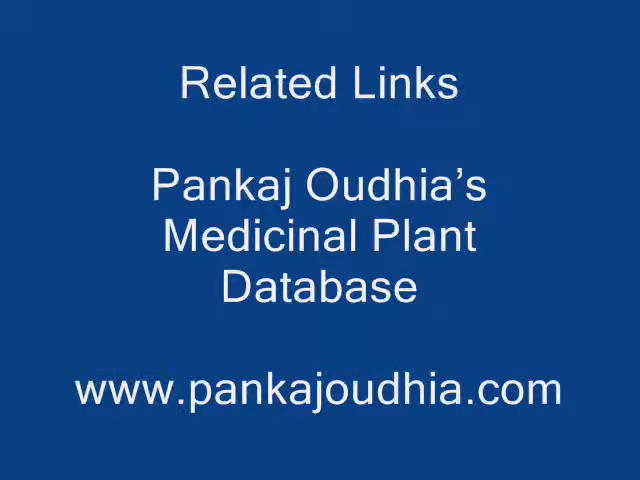 Related Links
Pankaj Oudhia’s
Medicinal Plant
Database
www.pankajoudhia.com